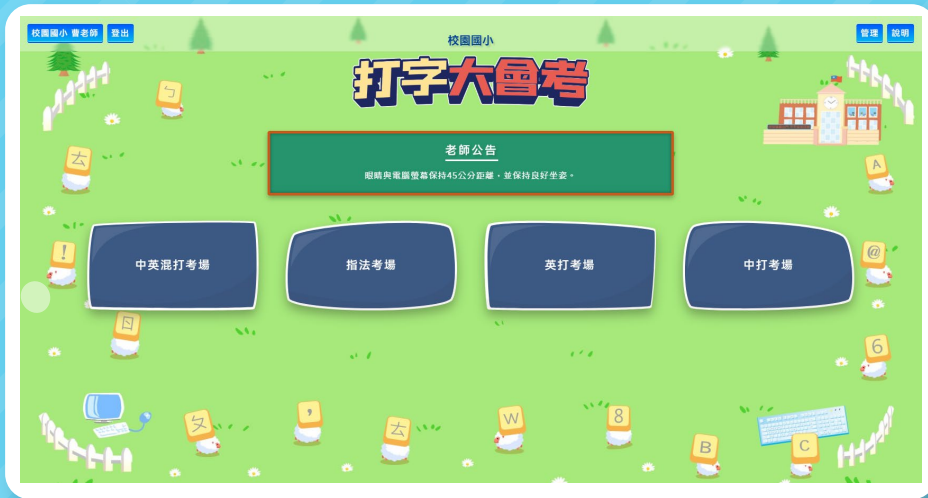 校園國小 曹老師
登出
管理
說明
校園國小
打字大會考
老師公告
眼睛與電腦螢幕保持45公分距離，並保持良好坐姿。
中英混打考場
指法考場
英打考場
中打考場
ㄅ
ㄊ
A
!
@
ㄖ
6
ㄆ
,
ㄊ
W
8
B
C